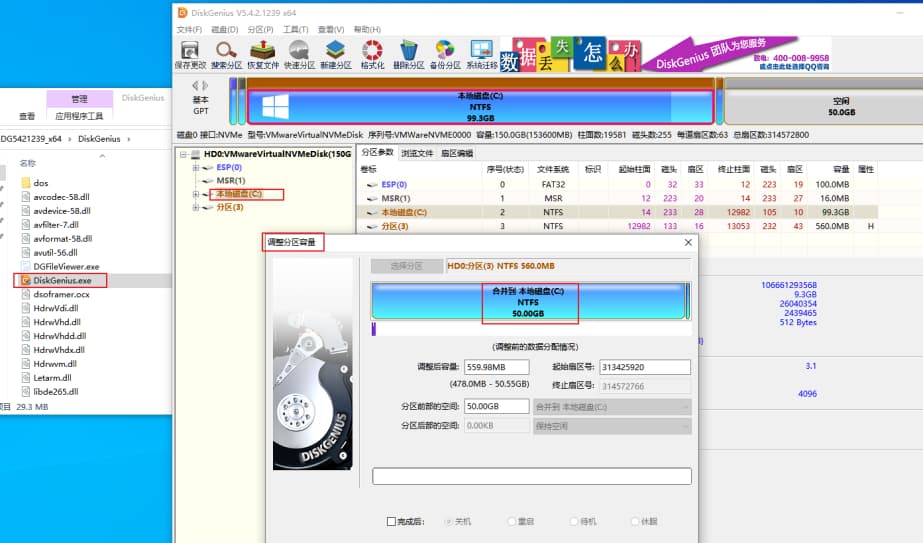 DiskGenius V5.4.2.1239 x64
文件(F) 磁盘(D) 分区(P) 工具(T) 查看(V) 帮助(H)
保存更改 搜索分区 恢复文件 快速分区 新建分区 格式化 删除分区 备份分区 系统迁移
数据丢失怎么办
DiskGenius 团队为您服务
致电: 400-008-9958
或点击此处选择QQ咨询
管理
DiskGenius
查看
应用程序工具
DG5421239_x64 › DiskGenius ›
名称
dos
avcodec-58.dll
avdevice-58.dll
avfilter-7.dll
avformat-58.dll
avutil-56.dll
DGFileViewer.exe
DiskGenius.exe
dsoframer.ocx
HdrwVdi.dll
HdrwVhd.dll
HdrwVhdd.dll
HdrwVhdx.dll
Hdrwvm.dll
Letarm.dll
libde265.dll
项目 29.3 MB
基本
GPT
本地磁盘(C:)
NTFS
99.3GB
空闲
50.0GB
磁盘0 接口:NVMe 型号:VMwareVirtualNVMeDisk 序列号:VMWareNVME0000 容量:150.0GB(153600MB) 柱面数:19581 磁头数:255 每道扇区数:63 总扇区数:314572800
HD0:VMwareVirtualNVMeDisk(150G
ESP(0)
MSR(1)
本地磁盘(C:)
分区(3)
分区参数 浏览文件 扇区编辑
卷标 序号(状态) 文件系统 标识 起始柱面 磁头 扇区 终止柱面 磁头 扇区 容量 属性
ESP(0) 0 FAT32 0 32 33 12 223 19 100.0MB
MSR(1) 1 MSR 12 223 20 14 233 27 16.0MB
本地磁盘(C:) 2 NTFS 14 233 28 12982 105 10 99.3GB
分区(3) 3 NTFS 12982 133 16 13053 232 43 560.0MB H
106661293568
9.3GB
26040354
2439465
512 Bytes
3.1
4096
调整分区容量
选择分区
HD0:分区(3) NTFS 560.0MB
合并到 本地磁盘(C:)
NTFS
50.00GB
(调整前的数据分配情况)
调整后容量: 559.98MB 起始扇区号: 313425920
(478.0MB - 50.55GB) 终止扇区号: 314572766
分区前部的空间: 50.00GB 合并到 本地磁盘(C:)
分区后部的空间: 0.00KB 保持空闲
DISKGENIUS
完成后: 关机 重启 待机 休眠